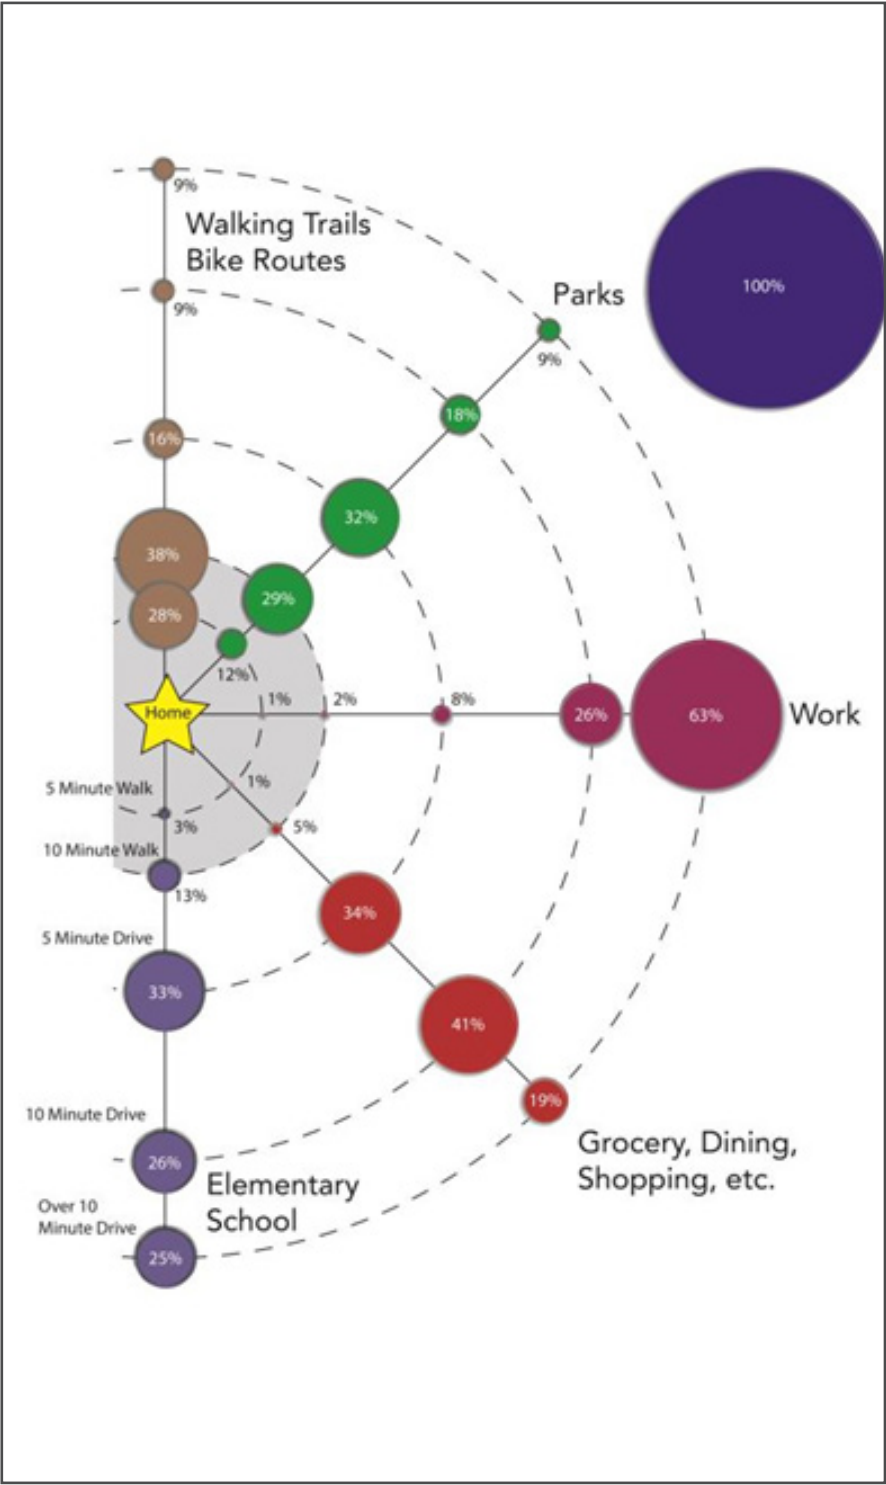 9%
Walking Trails
Bike Routes
Parks
100%
9%
9%
18%
16%
32%
38%
29%
28%
12%
1%
2%
8%
Home
26%
63%
Work
5 Minute Walk
1%
3%
5%
10 Minute Walk
13%
34%
5 Minute Drive
33%
41%
10 Minute Drive
19%
26%
Grocery, Dining,
Shopping, etc.
Elementary
School
Over 10
Minute Drive
25%